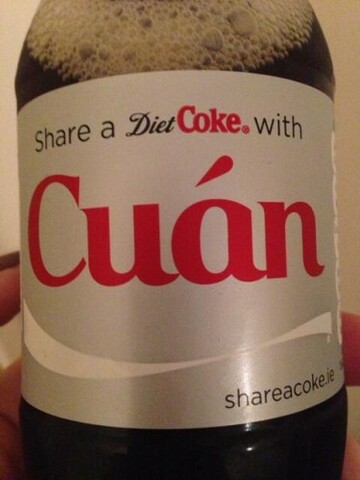 Share a Diet Coke® with
Cuán
shareacoke.ie